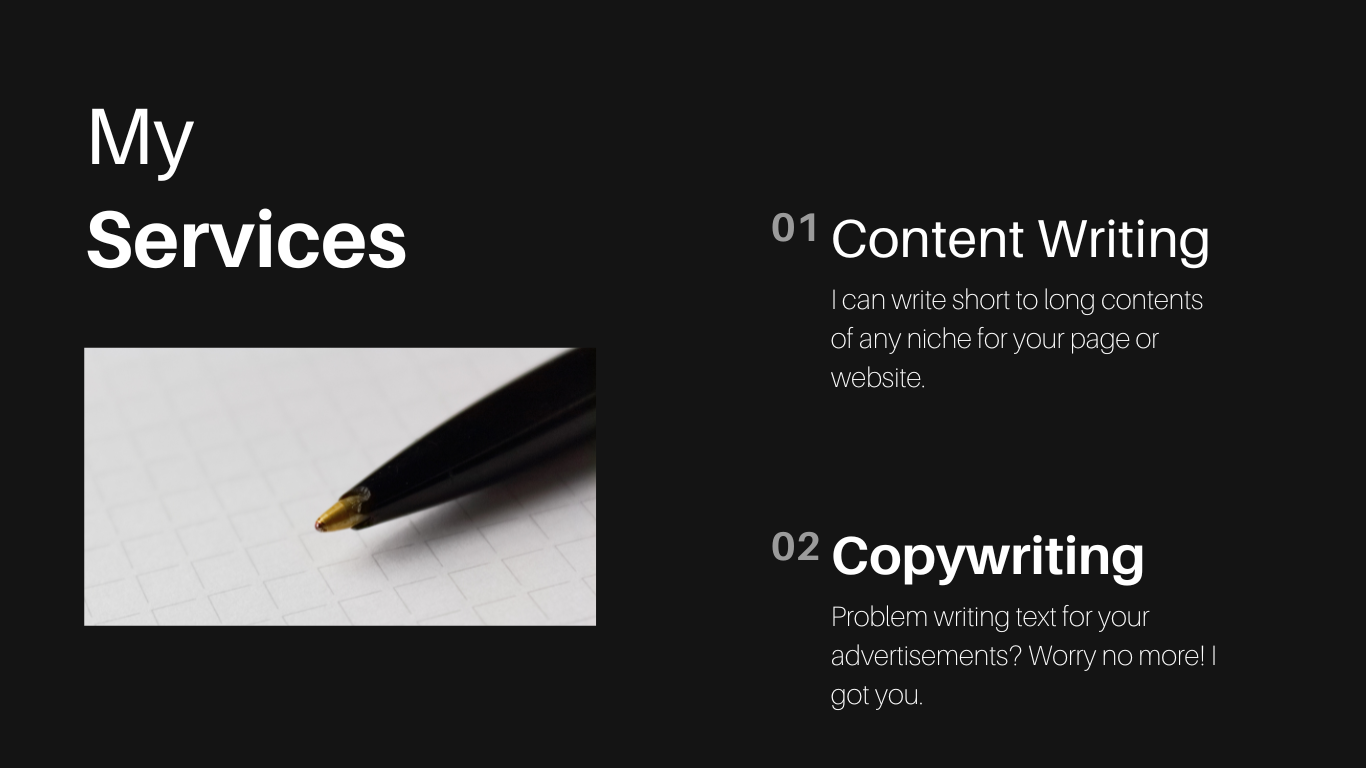 My
Services
01 Content Writing
I can write short to long contents
of any niche for your page or
website.
02 Copywriting
Problem writing text for your
advertisements? Worry no more! I
got you.